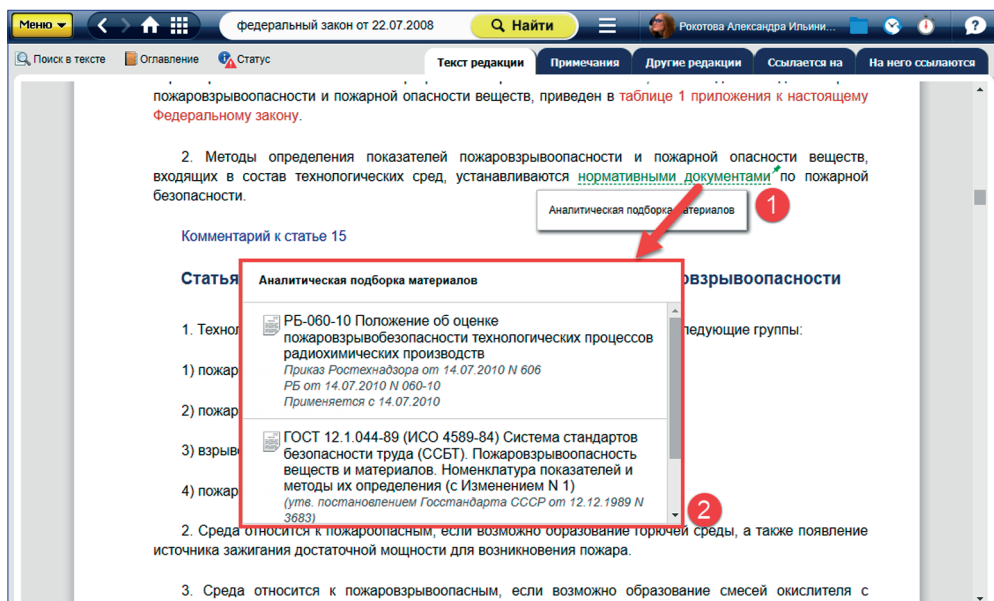 Меню
федеральный закон от 22.07.2008
Найти
Рокотова Александра Ильини...
?
Поиск в тексте
Оглавление
Статус
Текст редакции
Примечания
Другие редакции
Ссылается на
На него ссылаются
пожаровзрывоопасности и пожарной опасности веществ, приведен в таблице 1 приложения к настоящему
Федеральному закону.
2. Методы определения показателей пожаровзрывоопасности и пожарной опасности веществ,
входящих в состав технологических сред, устанавливаются нормативными документами по пожарной
безопасности.
Аналитическая подборка материалов
1
Комментарий к статье 15
Статья
овзрывоопасности
Аналитическая подборка материалов
РБ-060-10 Положение об оценке
пожаровзрывобезопасности технологических процессов
радиохимических производств
Приказ Ростехнадзора от 14.07.2010 N 606
РБ от 14.07.2010 N 060-10
Применяется с 14.07.2010
ГОСТ 12.1.044-89 (ИСО 4589-84) Система стандартов
безопасности труда (ССБТ). Пожаровзрывоопасность
веществ и материалов. Номенклатура показателей и
методы их определения (с Изменением N 1)
(утв. постановлением Госстандарта СССР от 12.12.1989 N
3683)
2
1. Технол
ледующие группы:
1) пожар
2) пожар
3) взрыв
4) пожар
2. Среда относится к пожароопасным, если возможно образование горючей среды, а также появление
источника зажигания достаточной мощности для возникновения пожара.
3. Среда относится к пожаровзрывоопасным, если возможно образование смесей окислителя с